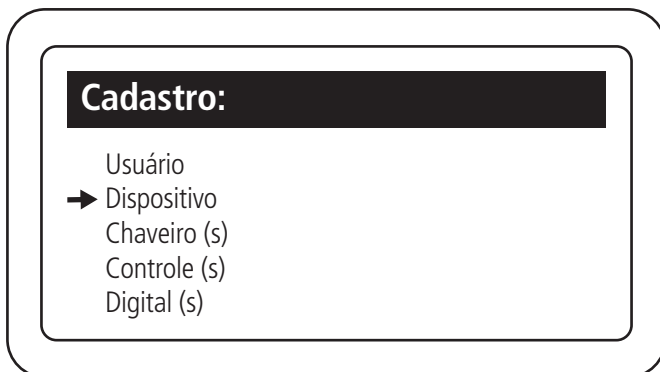 Cadastro:
Usuário
Dispositivo
Chaveiro (s)
Controle (s)
Digital (s)